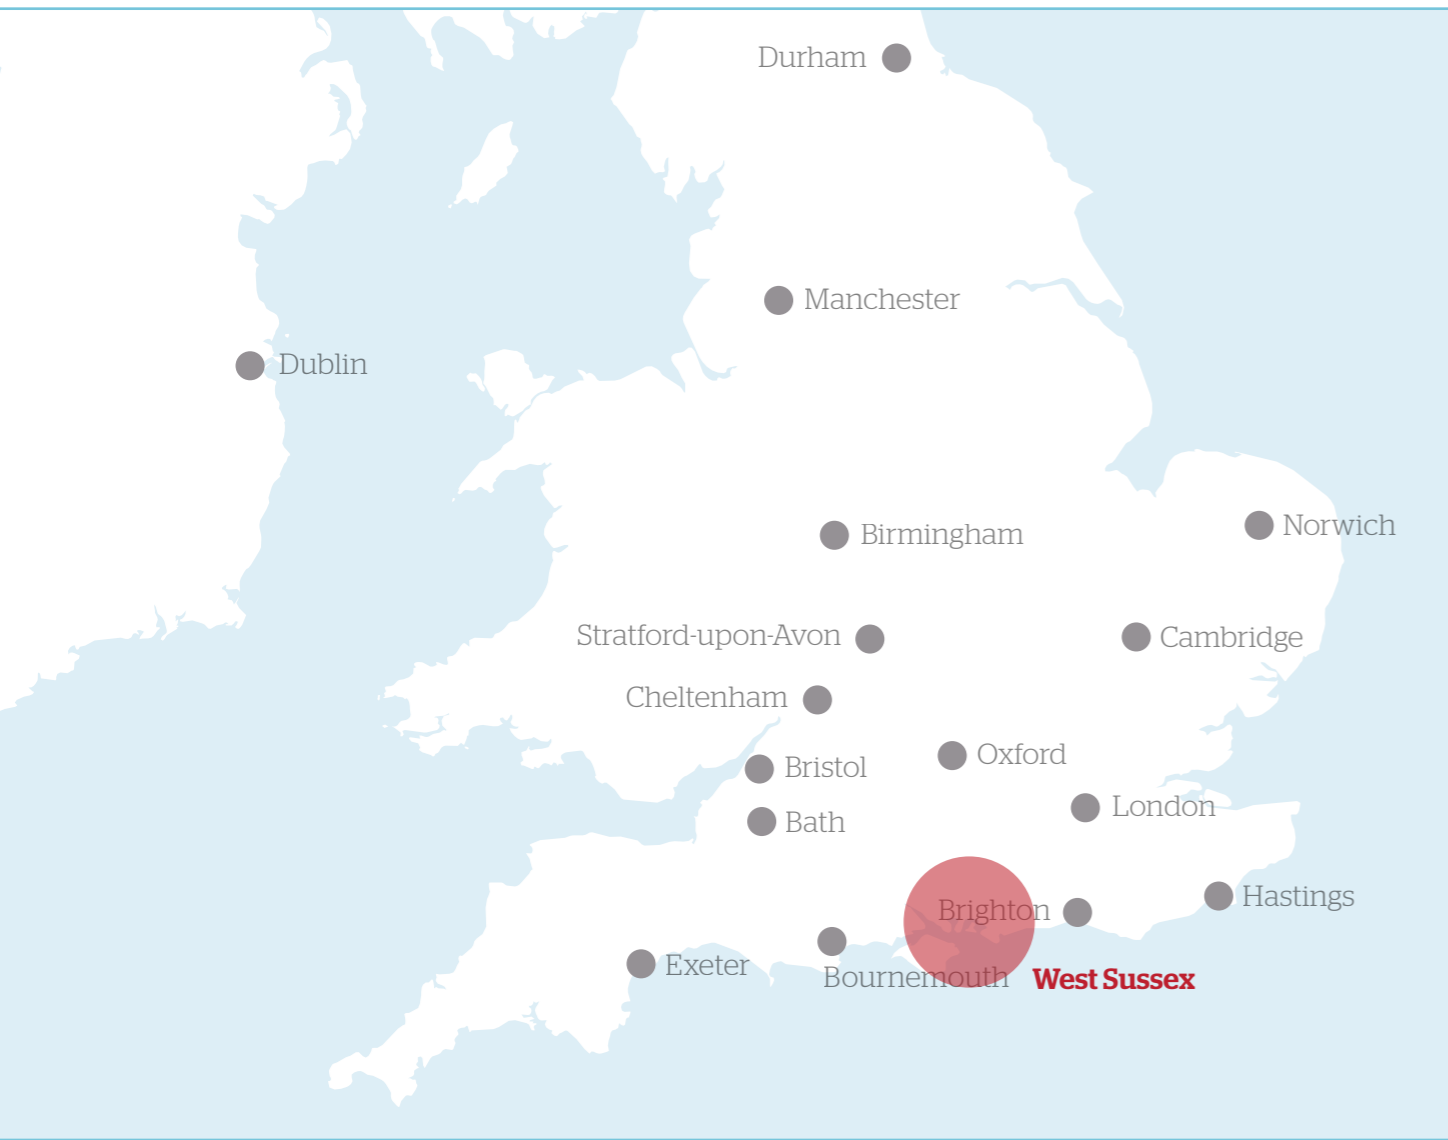 Durham
Manchester
Dublin
Norwich
Birmingham
Stratford-upon-Avon
Cambridge
Cheltenham
Oxford
Bristol
London
Bath
Hastings
Brighton
Exeter
Bournemouth
West Sussex